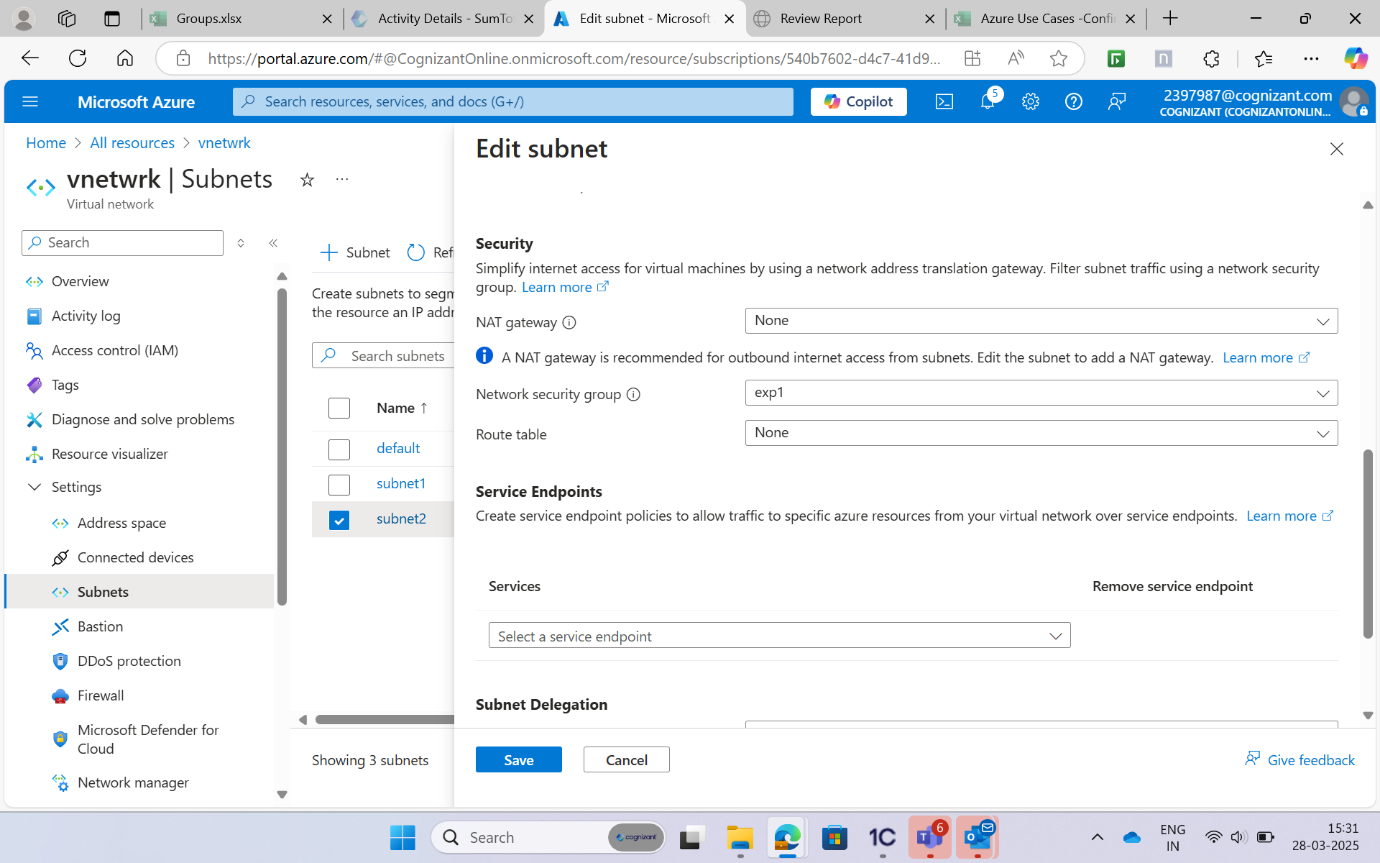 Groups.xlsx
Activity Details - SumTo
Edit subnet - Microsoft
Review Report
Azure Use Cases -Confi
https://portal.azure.com/#@CognizantOnline.onmicrosoft.com/resource/subscriptions/540b7602-d4c7-41d9...
Microsoft Azure
Search resources, services, and docs (G+/)
Copilot
5
2397987@cognizant.com
COGNIZANT (COGNIZANTONLIN...
Home > All resources > vnetwrk
vnetwrk | Subnets
Virtual network
Search
Overview
Activity log
Access control (IAM)
Tags
Diagnose and solve problems
Resource visualizer
Settings
Address space
Connected devices
Subnets
Bastion
DDoS protection
Firewall
Microsoft Defender for
Cloud
Network manager
Subnet
Ref
Create subnets to segm
the resource an IP addr
Search subnets
Name ↑
default
subnet1
subnet2
Showing 3 subnets
Edit subnet
Security
Simplify internet access for virtual machines by using a network address translation gateway. Filter subnet traffic using a network security
group. Learn more
NAT gateway
None
A NAT gateway is recommended for outbound internet access from subnets. Edit the subnet to add a NAT gateway. Learn more
Network security group
exp1
Route table
None
Service Endpoints
Create service endpoint policies to allow traffic to specific azure resources from your virtual network over service endpoints. Learn more
Services
Remove service endpoint
Select a service endpoint
Subnet Delegation
Save
Cancel
Give feedback
Search
cognizant
1C
6
ENG
IN
15:31
28-03-2025